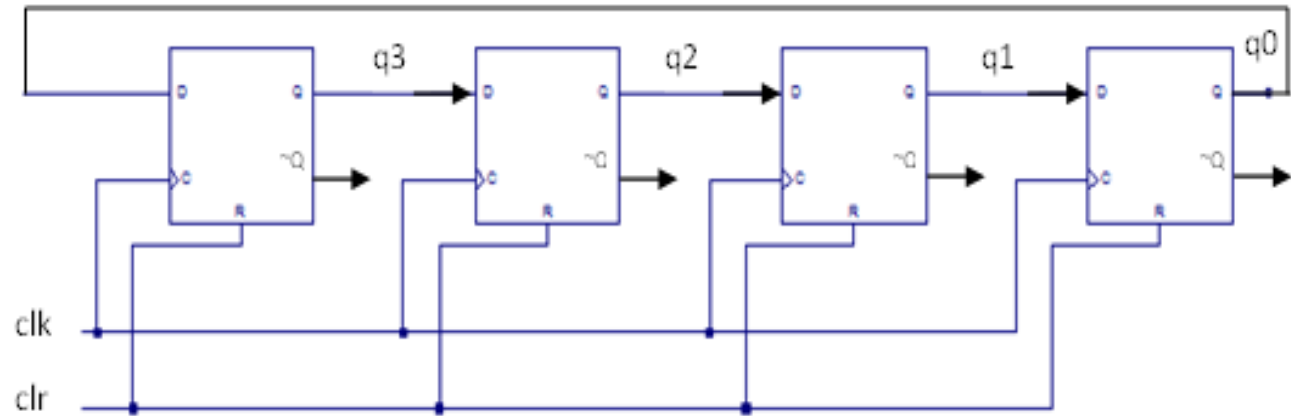 q3 q2 q1 q0
D Q D Q D Q D Q
~Q ~Q ~Q ~Q
C C C C
R R R R
clk
clr